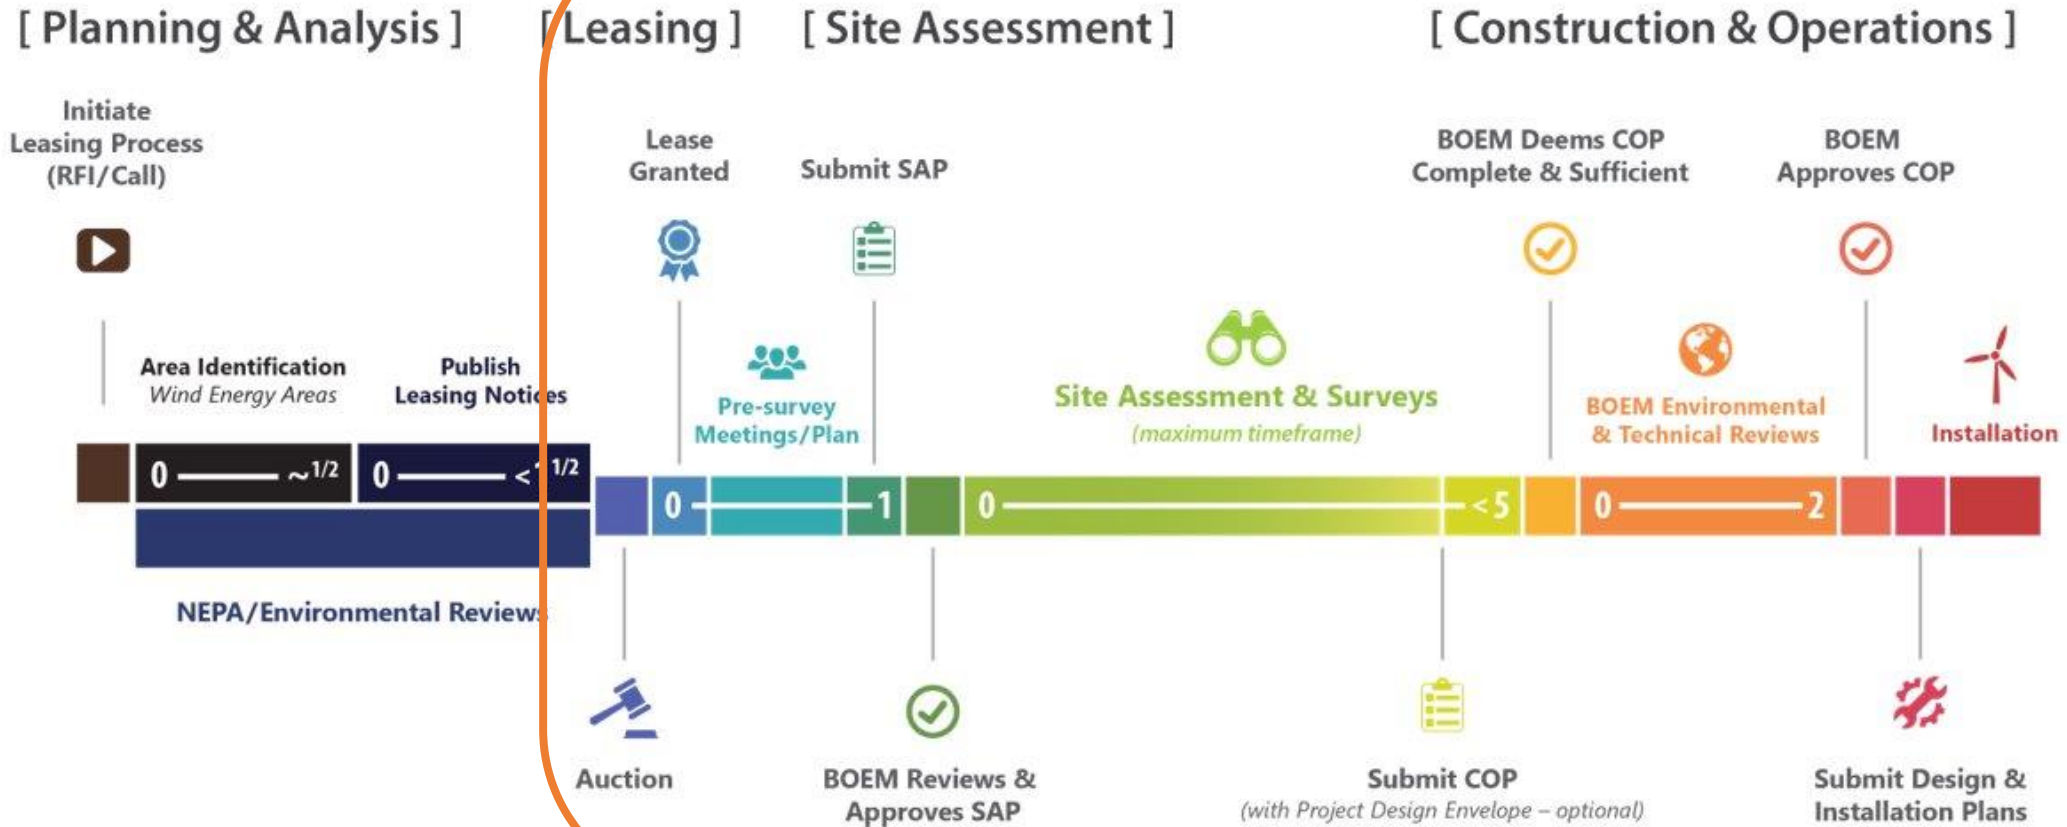 [ Planning & Analysis ]
[ Leasing ]
[ Site Assessment ]
[ Construction & Operations ]
Initiate
Leasing Process
(RFI/Call)
Lease
Granted
Submit SAP
BOEM Deems COP
Complete & Sufficient
BOEM
Approves COP
Area Identification
Wind Energy Areas
Publish
Leasing Notices
Pre-survey
Meetings/Plan
Site Assessment & Surveys
(maximum timeframe)
BOEM Environmental
& Technical Reviews
Installation
0 ~1/2
0 <1 1/2
0 1
0 <5
0 2
NEPA/Environmental Reviews
Auction
BOEM Reviews &
Approves SAP
Submit COP
(with Project Design Envelope – optional)
Submit Design &
Installation Plans